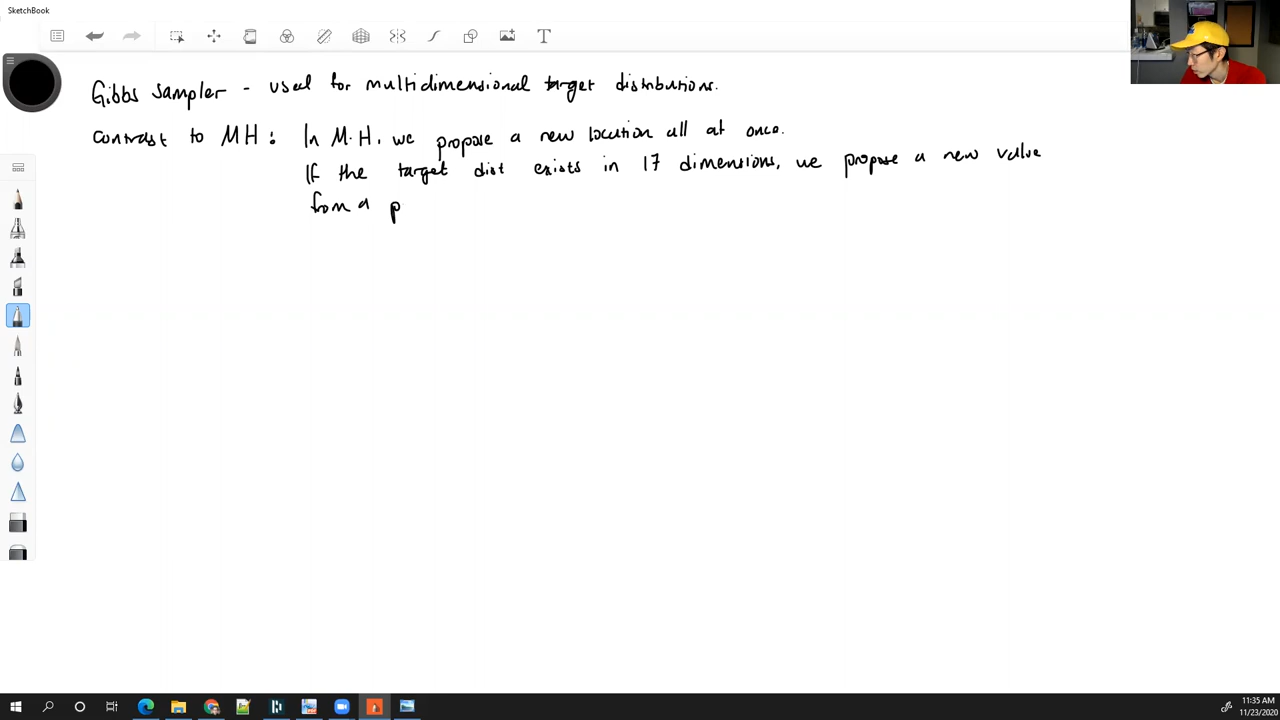 SketchBook
Gibbs Sampler - used for multidimensional target distributions.
Contrast to MH: In M.H. we propose a new location all at once.
If the target dist exists in 17 dimensions, we propose a new value
from a p
11:35 AM
11/23/2020